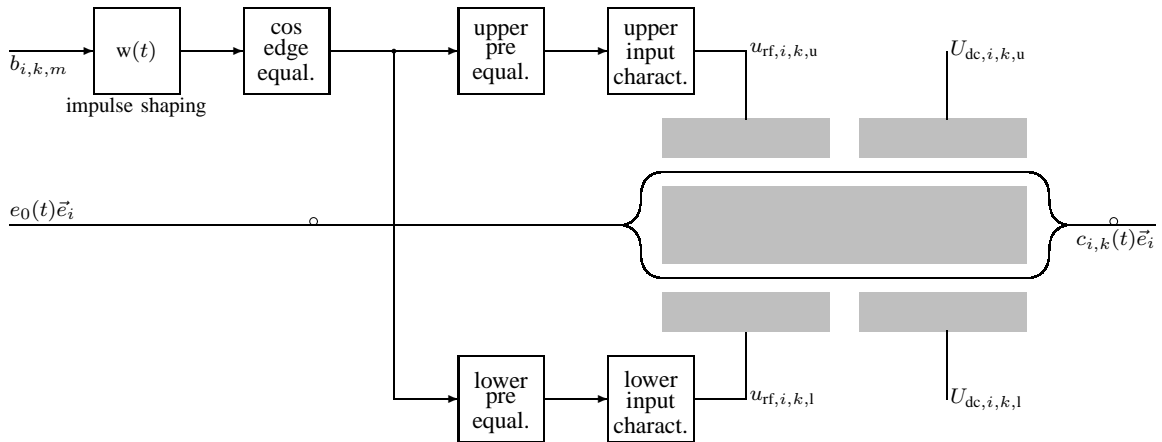 cos
edge
equal.
upper
pre
equal.
upper
input
charact.
w(t)
b_{i,k,m}
u_{rf,i,k,u}
U_{dc,i,k,u}
impulse shaping
e_0(t)\vec{e}_i
c_{i,k}(t)\vec{e}_i
lower
pre
equal.
lower
input
charact.
u_{rf,i,k,l}
U_{dc,i,k,l}